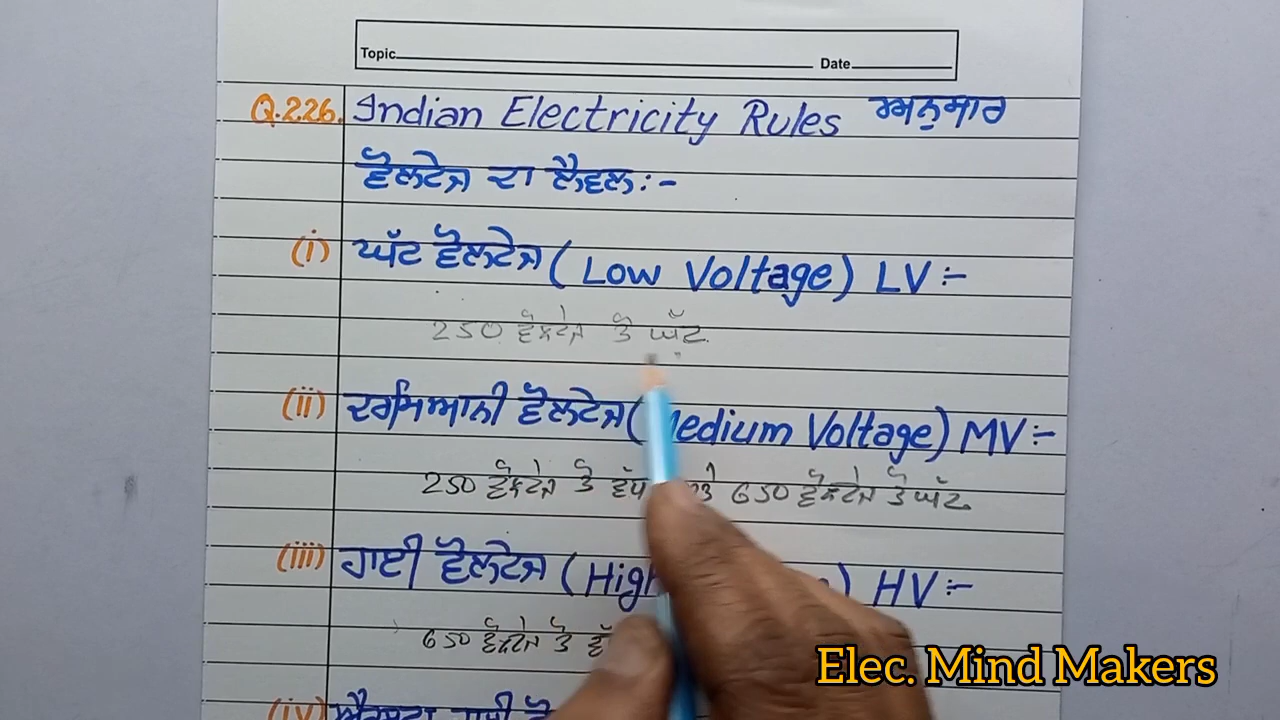 Topic Date
Q.226. Indian Electricity Rules ਅਨੁਸਾਰ
ਵੋਲਟੇਜ ਦਾ ਲੈਵਲ:-
(i) ਘੱਟ ਵੋਲਟੇਜ (Low Voltage) LV:-
250 ਵੋਲਟੇਜ ਤੋਂ ਘੱਟ
(ii) ਦਰਮਿਆਨੀ ਵੋਲਟੇਜ (Medium Voltage) MV:-
250 ਵੋਲਟੇਜ ਤੋਂ 650 ਵੋਲਟੇਜ ਤੋਂ ਘੱਟ
(iii) ਹਾਈ ਵੋਲਟੇਜ (High HV:-
650 ਵੋਲਟੇਜ ਤੋਂ
(iv)
Elec. Mind Makers